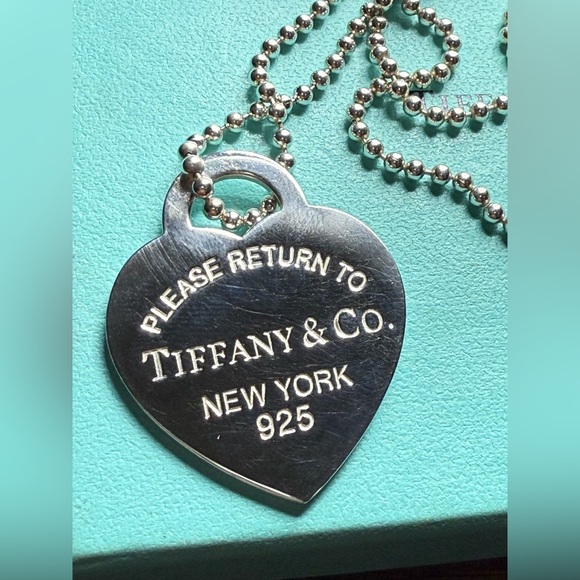 PLEASE RETURN TO
TIFFANY & CO.
NEW YORK
925